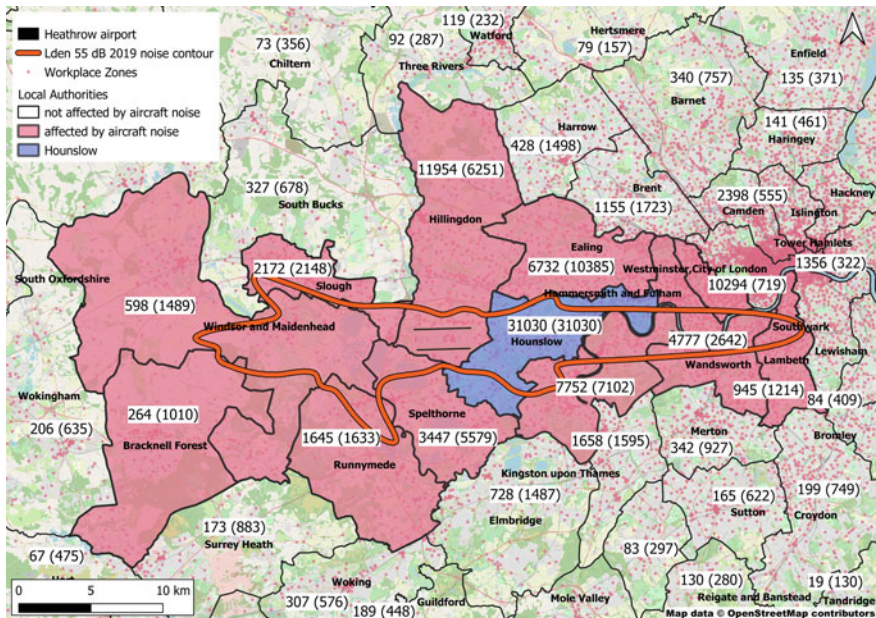 Heathrow airport
Lden 55 dB 2019 noise contour
Workplace Zones
Local Authorities
not affected by aircraft noise
affected by aircraft noise
Hounslow
119 (232)
Watford
73 (356)
Chiltern
92 (287)
Three Rivers
Hertsmere
79 (157)
340 (757)
Barnet
Enfield
135 (371)
141 (461)
Haringey
Harrow
428 (1498)
11954 (6251)
Hillingdon
327 (678)
South Bucks
Brent
1155 (1723)
2398 (555)
Camden
Islington
Hackney
Tower Hamlets
1356 (322)
Ealing
6732 (10385)
Westminster,City of London
10294 (719)
South Oxfordshire
598 (1489)
2172 (2148)
Slough
Windsor and Maidenhead
Hammersmith and Fulham
31030 (31030)
Hounslow
4777 (2642)
Wandsworth
Southwark
Lambeth
Lewisham
945 (1214)
84 (409)
7752 (7102)
Wokingham
206 (635)
264 (1010)
Bracknell Forest
1645 (1633)
Runnymede
Spelthorne
3447 (5579)
1658 (1595)
Kingston upon Thames
Merton
342 (927)
Bromley
728 (1487)
Elmbridge
165 (622)
Sutton
199 (749)
Croydon
173 (883)
Surrey Heath
67 (475)
83 (297)
Woking
307 (576)
189 (448)
Guildford
Mole Valley
130 (280)
Reigate and Banstead
19 (130)
Tandridge
0 5 10 km
Map data © OpenStreetMap contributors